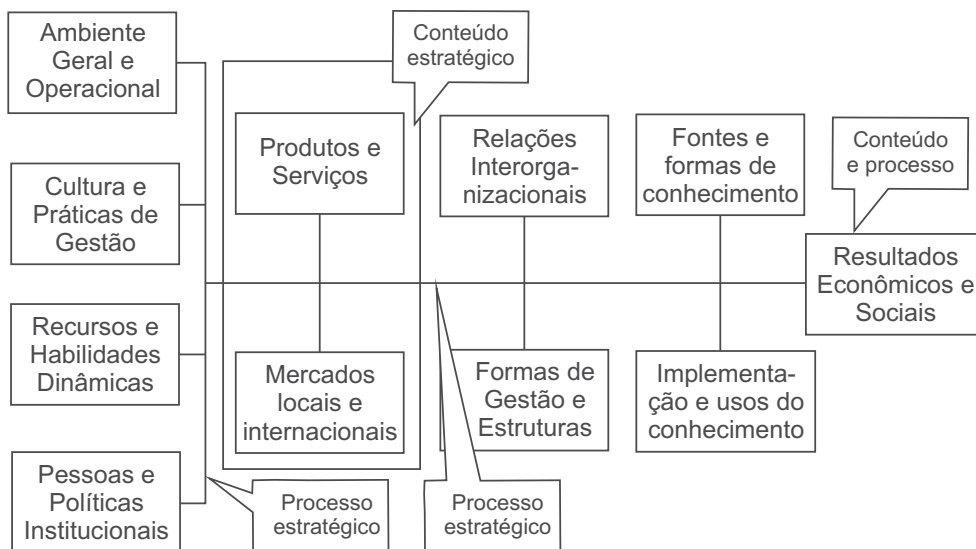 Ambiente
Geral e
Operacional
Cultura e
Práticas de
Gestão
Recursos e
Habilidades
Dinâmicas
Pessoas e
Políticas
Institucionais
Conteúdo
estratégico
Produtos e
Serviços
Mercados
locais e
internacionais
Processo
estratégico
Relações
Interorga-
nizacionais
Formas de
Gestão e
Estruturas
Processo
estratégico
Fontes e
formas de
conhecimento
Implementa-
ção e usos do
conhecimento
Conteúdo
e processo
Resultados
Econômicos e
Sociais